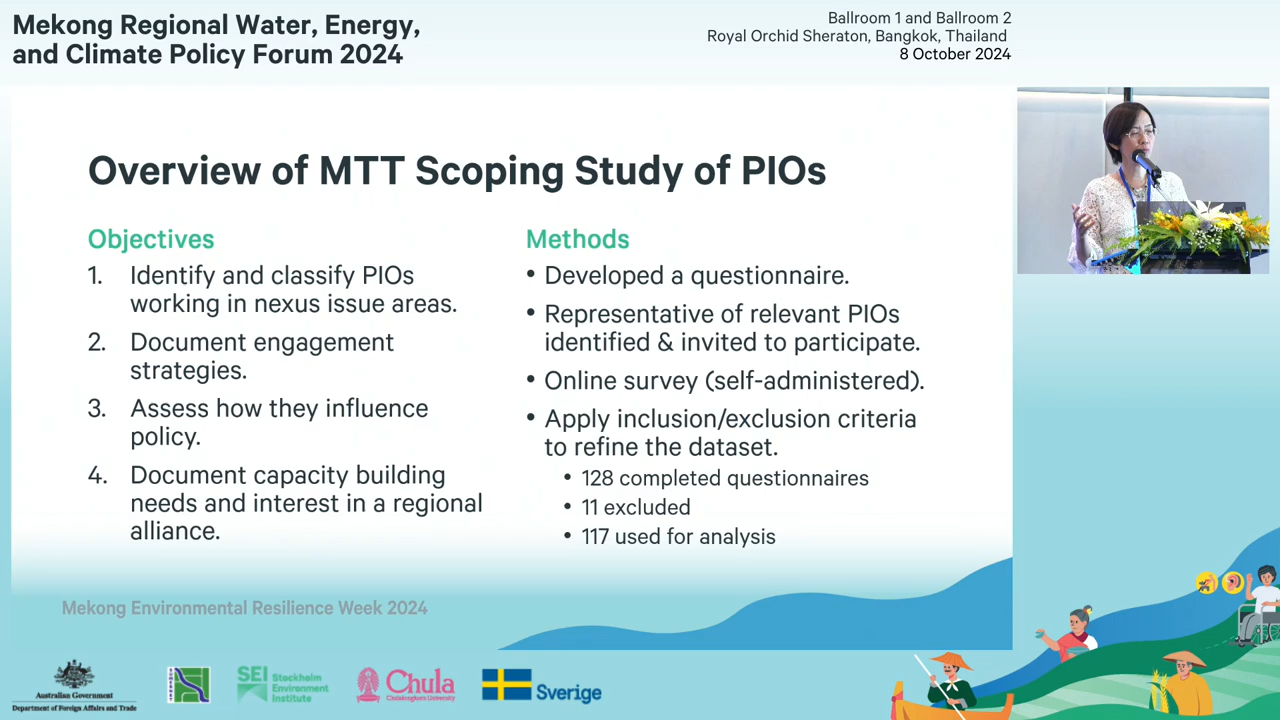 Mekong Regional Water, Energy,
and Climate Policy Forum 2024
Ballroom 1 and Ballroom 2
Royal Orchid Sheraton, Bangkok, Thailand
8 October 2024
Overview of MTT Scoping Study of PIOs
Objectives
1. Identify and classify PIOs
working in nexus issue areas.
2. Document engagement
strategies.
3. Assess how they influence
policy.
4. Document capacity building
needs and interest in a regional
alliance.
Methods
• Developed a questionnaire.
• Representative of relevant PIOs
identified & invited to participate.
• Online survey (self-administered).
• Apply inclusion/exclusion criteria
to refine the dataset.
• 128 completed questionnaires
• 11 excluded
• 117 used for analysis
Mekong Environmental Resilience Week 2024
Australian Government
Department of Foreign Affairs and Trade
SEI Stockholm
Environment
Institute
Chula
Chulalongkorn University
Sverige